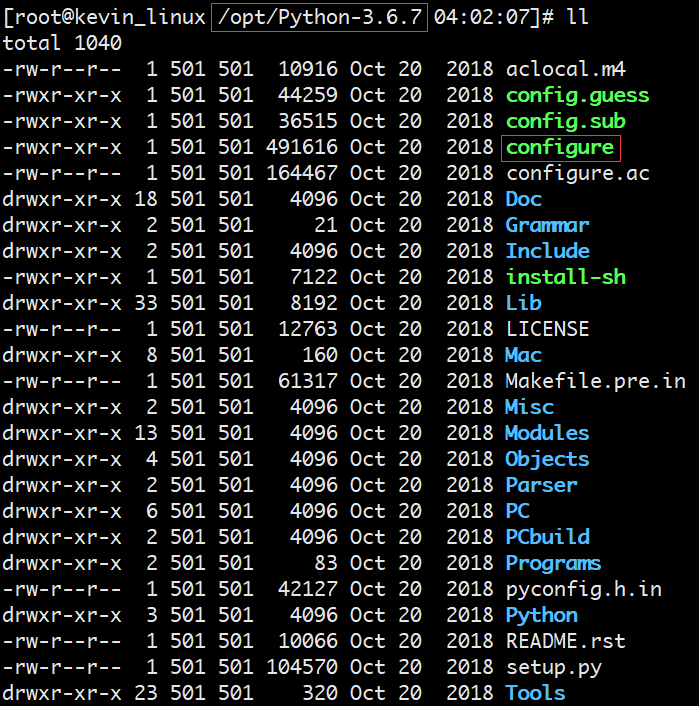 [root@kevin_linux /opt/Python-3.6.7 04:02:07]# ll
total 1040
-rw-r--r--  1 501 501  10916 Oct 20  2018 aclocal.m4
-rwxr-xr-x  1 501 501  44259 Oct 20  2018 config.guess
-rwxr-xr-x  1 501 501  36515 Oct 20  2018 config.sub
-rwxr-xr-x  1 501 501 491616 Oct 20  2018 configure
-rw-r--r--  1 501 501 164467 Oct 20  2018 configure.ac
drwxr-xr-x 18 501 501   4096 Oct 20  2018 Doc
drwxr-xr-x  2 501 501     21 Oct 20  2018 Grammar
drwxr-xr-x  2 501 501   4096 Oct 20  2018 Include
-rwxr-xr-x  1 501 501   7122 Oct 20  2018 install-sh
drwxr-xr-x 33 501 501   8192 Oct 20  2018 Lib
-rw-r--r--  1 501 501  12763 Oct 20  2018 LICENSE
drwxr-xr-x  8 501 501    160 Oct 20  2018 Mac
-rw-r--r--  1 501 501  61317 Oct 20  2018 Makefile.pre.in
drwxr-xr-x  2 501 501   4096 Oct 20  2018 Misc
drwxr-xr-x 13 501 501   4096 Oct 20  2018 Modules
drwxr-xr-x  4 501 501   4096 Oct 20  2018 Objects
drwxr-xr-x  2 501 501   4096 Oct 20  2018 Parser
drwxr-xr-x  6 501 501   4096 Oct 20  2018 PC
drwxr-xr-x  2 501 501   4096 Oct 20  2018 PCbuild
drwxr-xr-x  2 501 501     83 Oct 20  2018 Programs
-rw-r--r--  1 501 501  42127 Oct 20  2018 pyconfig.h.in
drwxr-xr-x  3 501 501   4096 Oct 20  2018 Python
-rw-r--r--  1 501 501  10066 Oct 20  2018 README.rst
-rw-r--r--  1 501 501 104570 Oct 20  2018 setup.py
drwxr-xr-x 23 501 501    320 Oct 20  2018 Tools